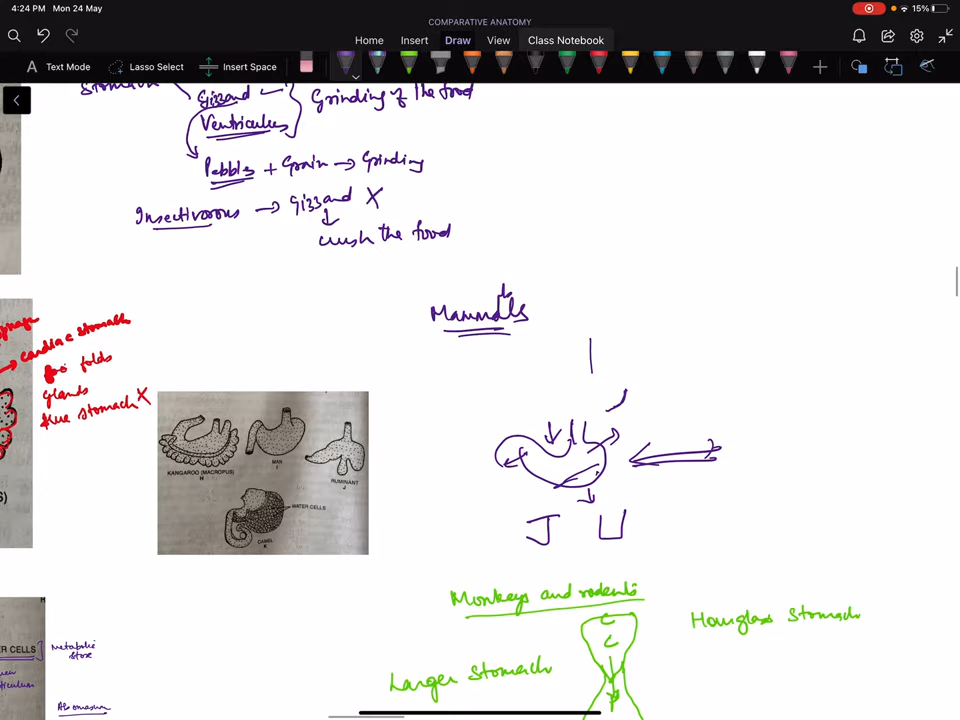 4:24 PM Mon 24 May
15%
COMPARATIVE ANATOMY
Home Insert Draw View Class Notebook
Text Mode Lasso Select Insert Space
Stomach
Gizzard
Grinding of the food
Ventriculus
Pebbles + Grain → Grinding
Insectivorous → Gizzard X
crush the food
Mammals
cardiac stomach
folds
glands
true stomach X
KANGAROO (MACROPUS)
H
MAN
I
RUMINANT
J
WATER CELLS
CAMEL
K
S)
J U
Monkeys and rodents
Hourglass Stomach
Larger Stomach
ER CELLS
Metabolic
store
Abomasum